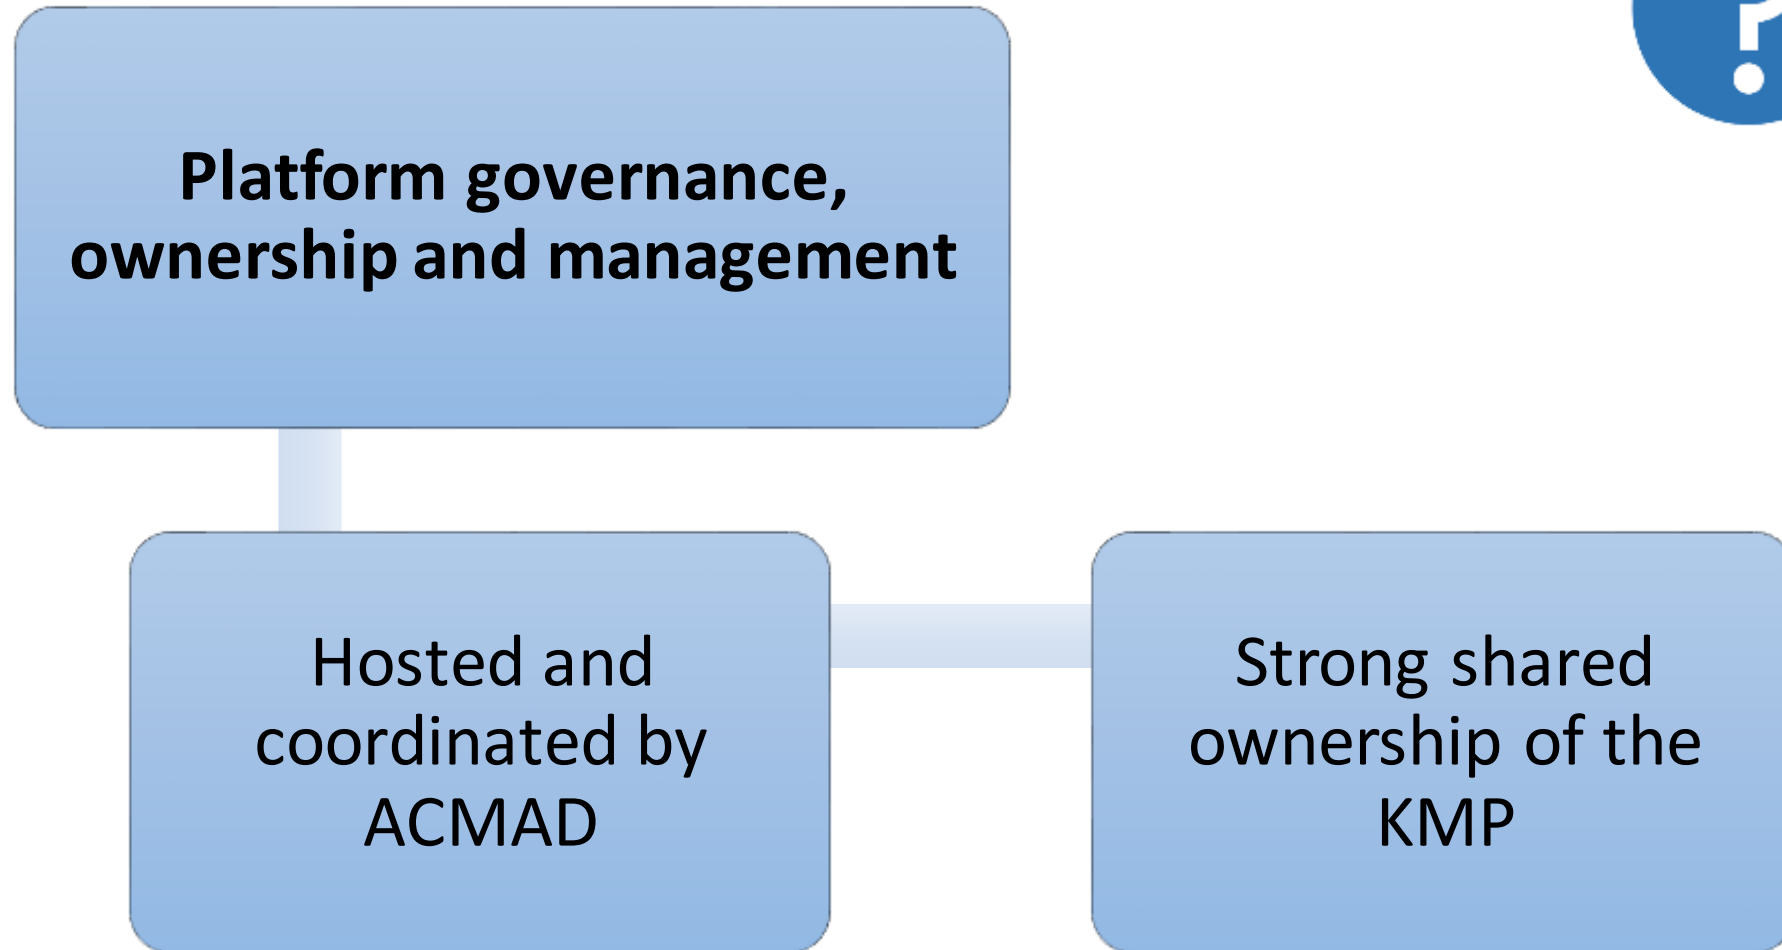 ?
Platform governance,
ownership and management
Hosted and
coordinated by
ACMAD
Strong shared
ownership of the
KMP